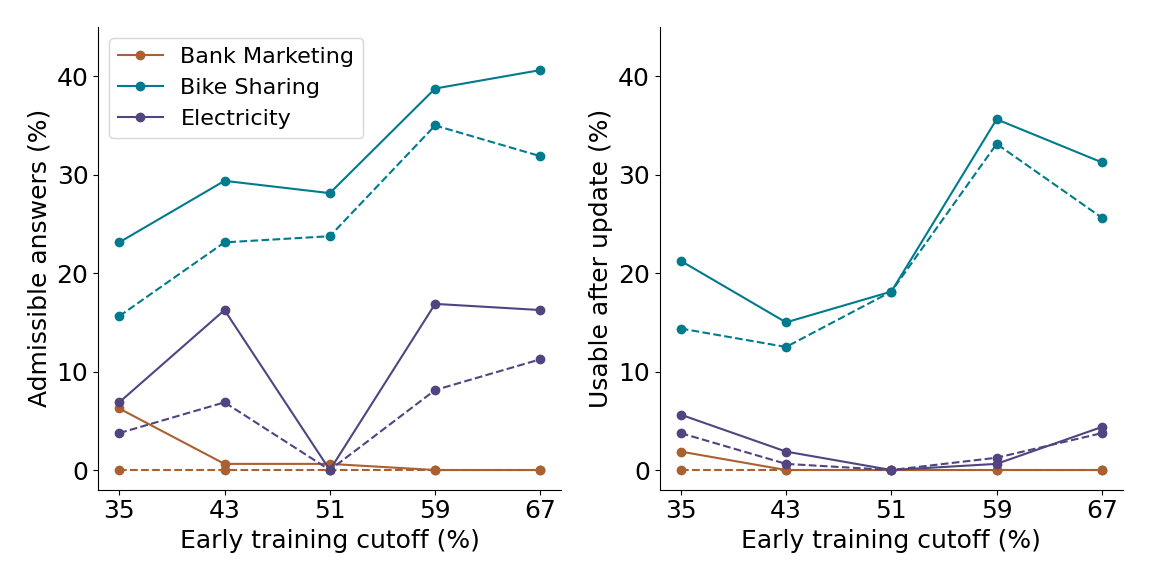 Admissible answers (%)
40
30
20
10
0
Bank Marketing
Bike Sharing
Electricity
35 43 51 59 67
Early training cutoff (%)
Usable after update (%)
40
30
20
10
0
35 43 51 59 67
Early training cutoff (%)